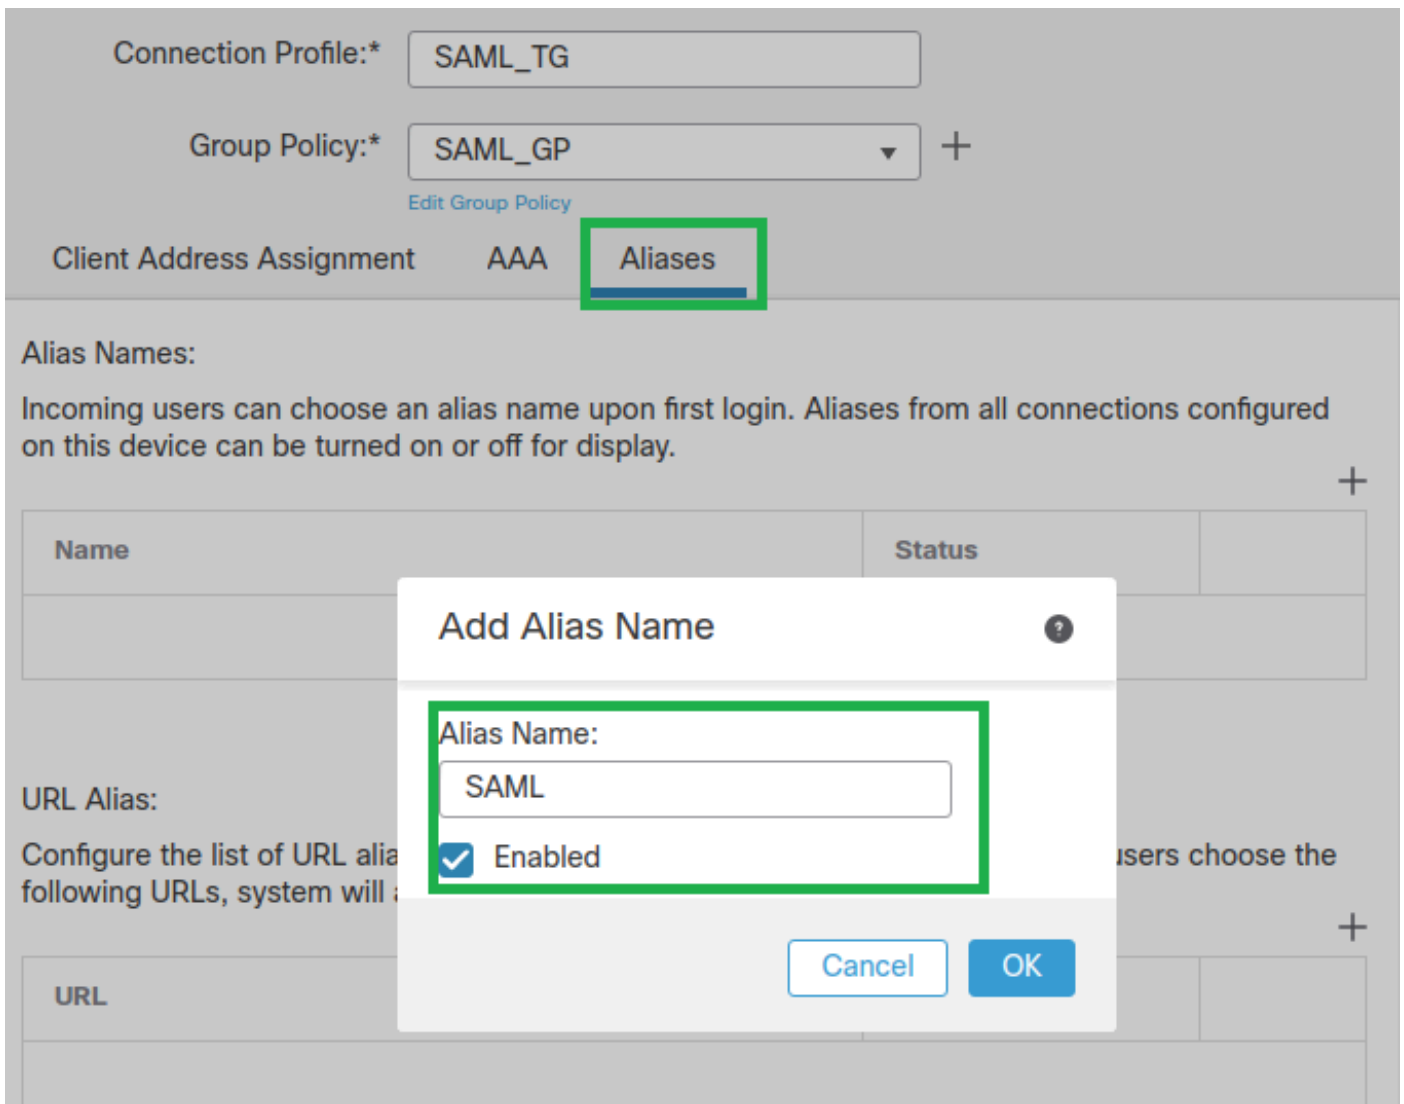 Connection Profile:* SAML_TG
Group Policy:* SAML_GP
Edit Group Policy
Client Address Assignment AAA Aliases
Alias Names:
Incoming users can choose an alias name upon first login. Aliases from all connections configured
on this device can be turned on or off for display.
Name Status
Add Alias Name
Alias Name:
SAML
Enabled
Cancel OK
URL Alias:
Configure the list of URL users choose the
following URLs, system will
URL